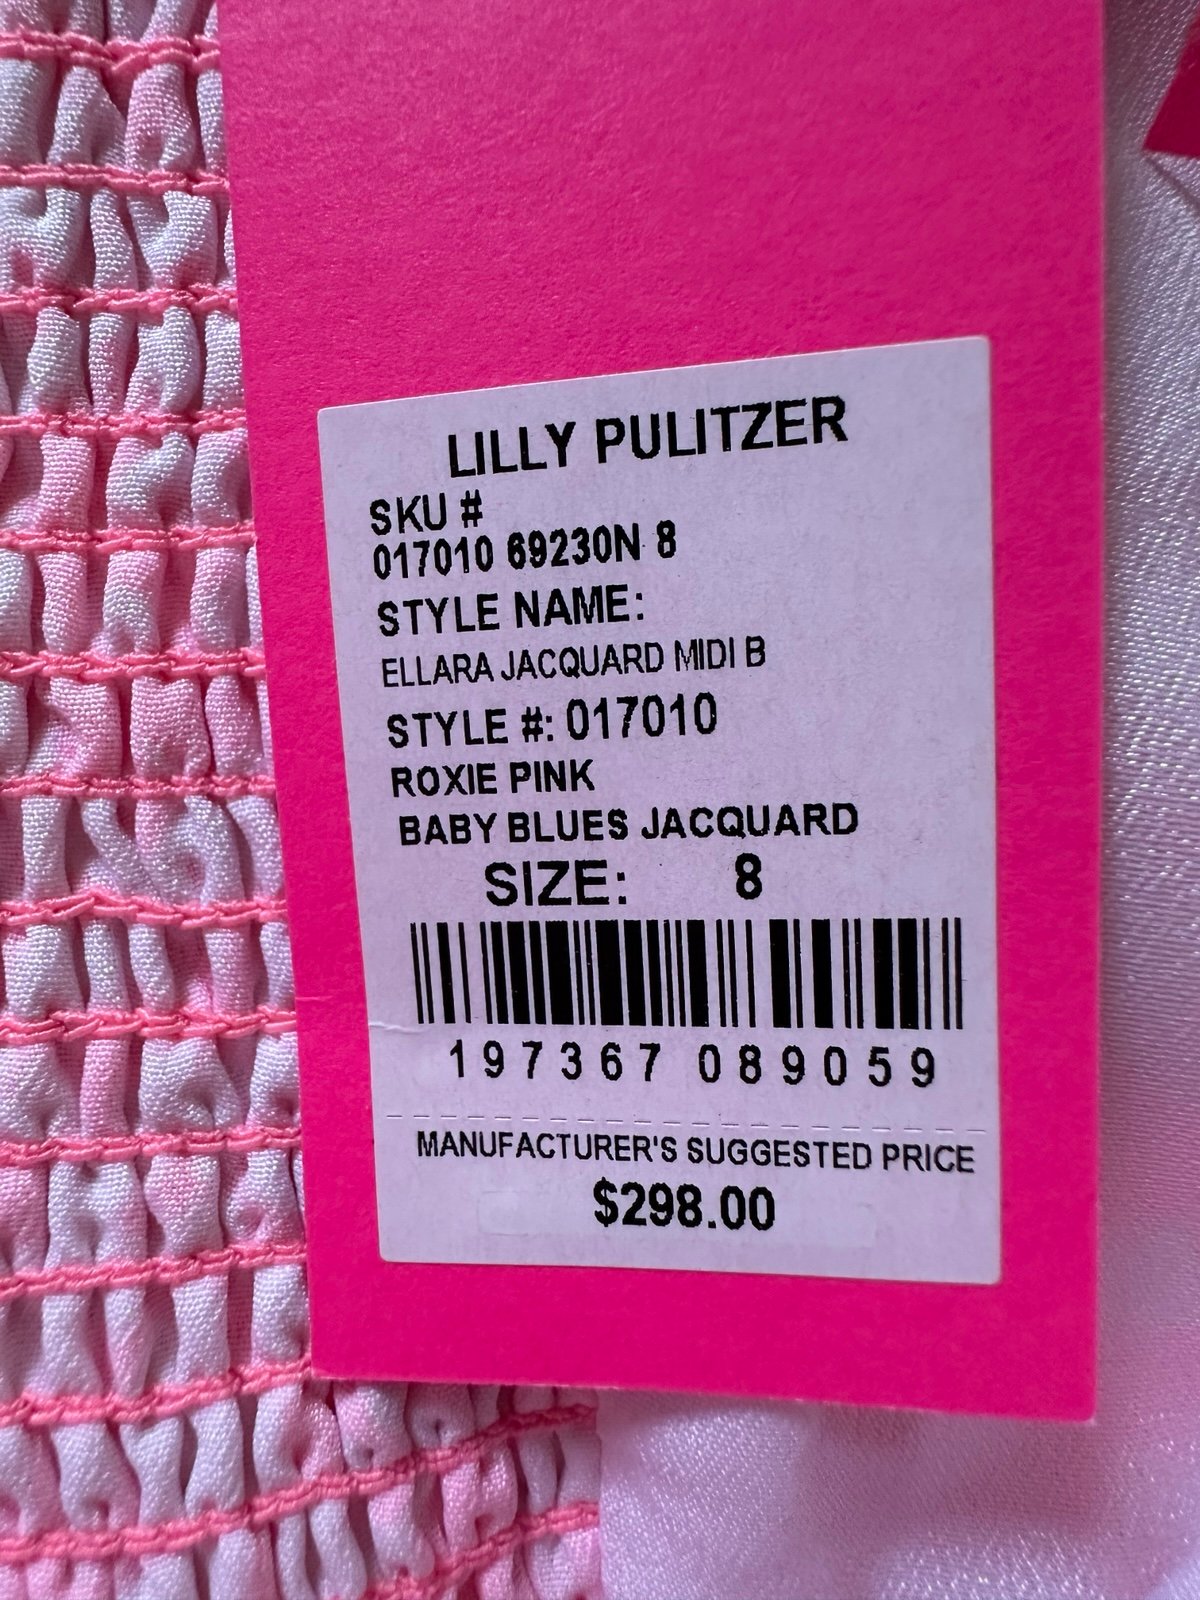 LILLY PULITZER
SKU #
017010 69230N 8
STYLE NAME:
ELLARA JACQUARD MIDI B
STYLE #: 017010
ROXIE PINK
BABY BLUES JACQUARD
SIZE: 8
197367 089059
MANUFACTURER'S SUGGESTED PRICE
$298.00